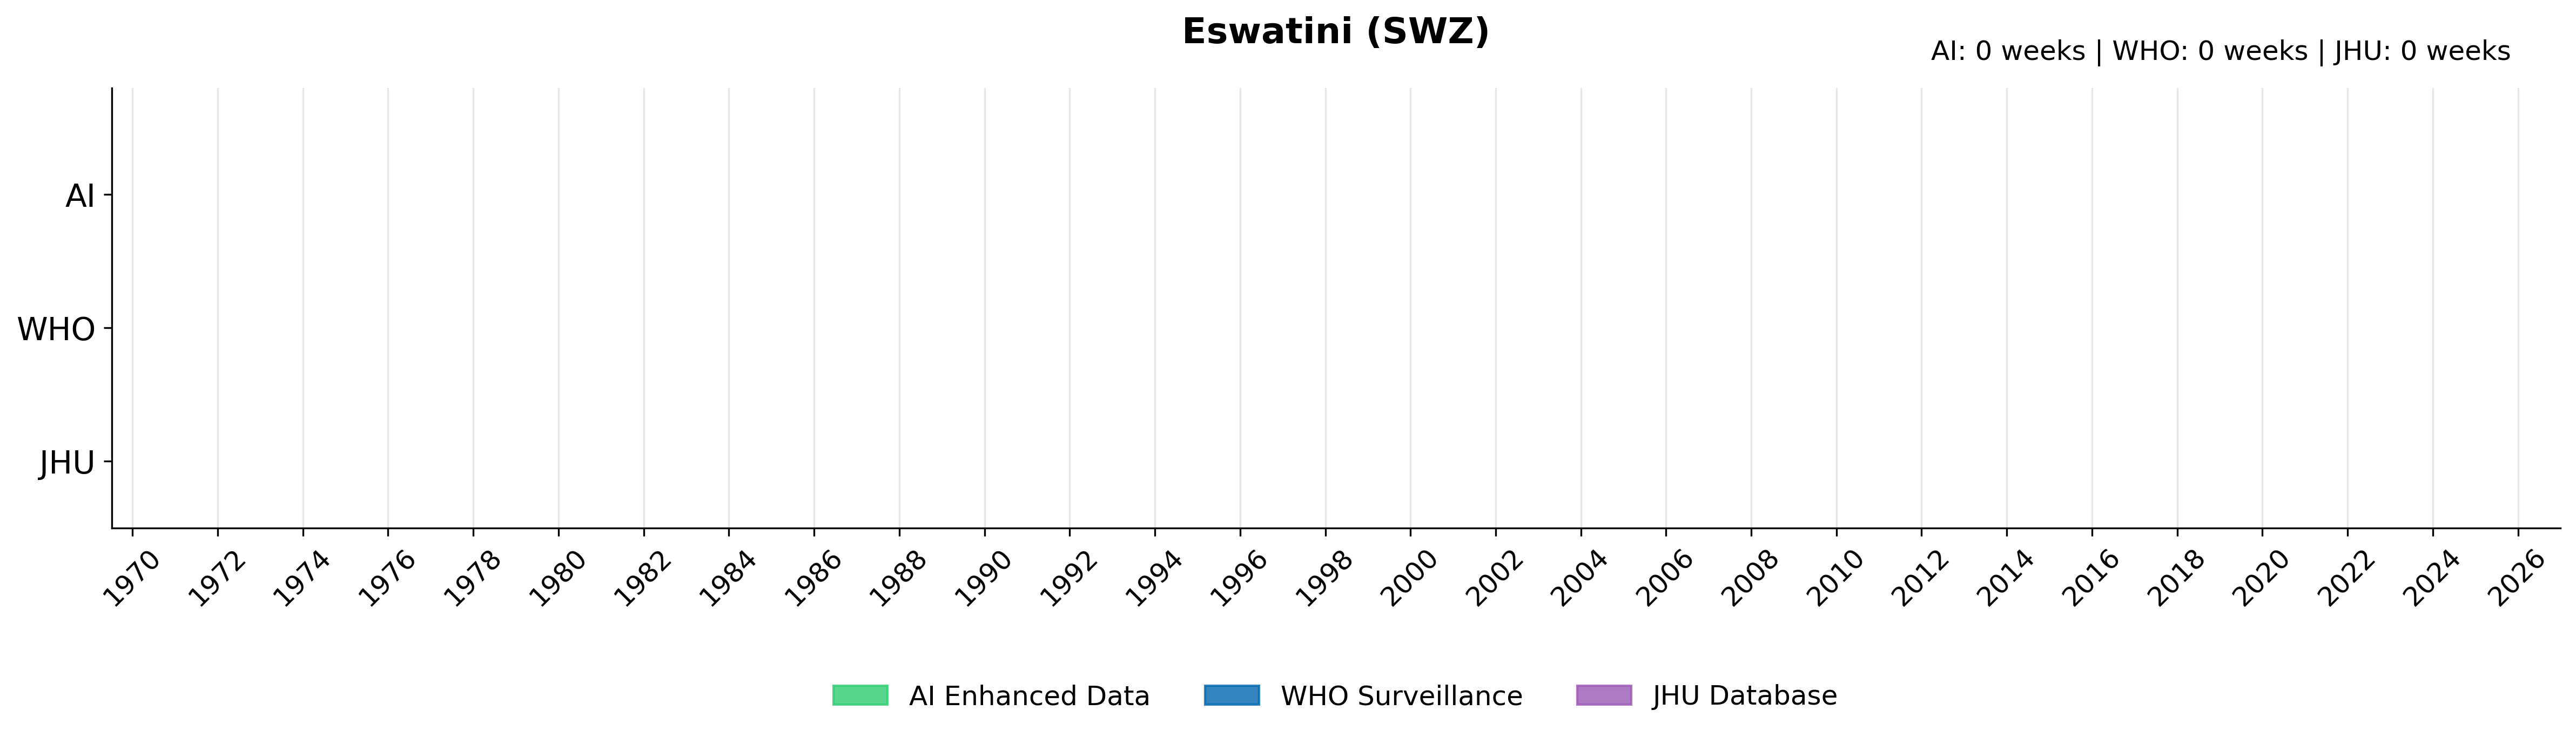 Eswatini (SWZ)
AI: 0 weeks | WHO: 0 weeks | JHU: 0 weeks
AI
WHO
JHU
1970 1972 1974 1976 1978 1980 1982 1984 1986 1988 1990 1992 1994 1996 1998 2000 2002 2004 2006 2008 2010 2012 2014 2016 2018 2020 2022 2024 2026
AI Enhanced Data WHO Surveillance JHU Database